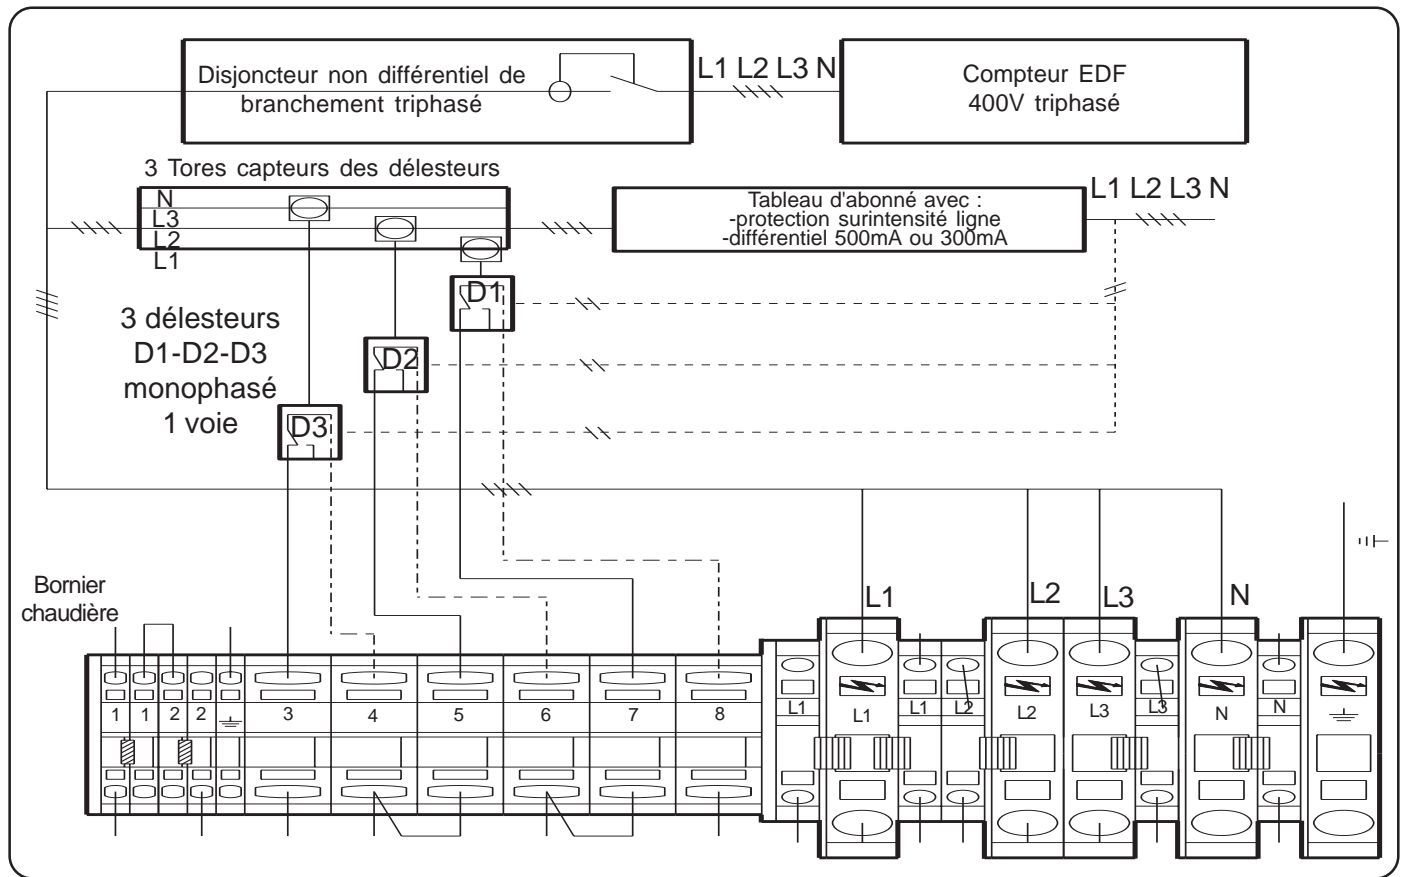 Disjoncteur non différentiel de
branchement triphasé
L1 L2 L3 N
Compteur EDF
400V triphasé
3 Tores capteurs des délesteurs
N
L3
L2
L1
Tableau d'abonné avec :
-protection surintensité ligne
-différentiel 500mA ou 300mA
L1 L2 L3 N
3 délesteurs
D1-D2-D3
monophasé
1 voie
D1
D2
D3
Bornier
chaudière
L1
L2
L3
N
1 1 2 2 3 4 5 6 7 8
L1 L1 L1 L2 L2 L3 L3 N N